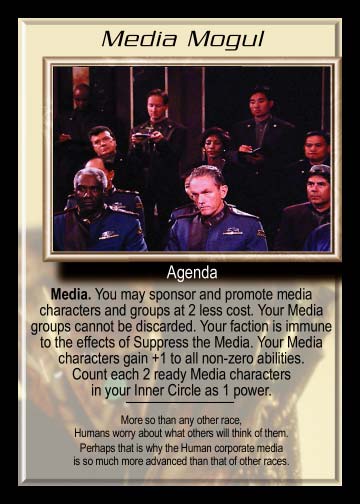 Media Mogul
Agenda
Media. You may sponsor and promote media
characters and groups at 2 less cost. Your Media
groups cannot be discarded. Your faction is immune
to the effects of Suppress the Media. Your Media
characters gain +1 to all non-zero abilities.
Count each 2 ready Media characters
in your Inner Circle as 1 power.
More so than any other race,
Humans worry about what others will think of them.
Perhaps that is why the Human corporate media
is so much more advanced than that of other races.